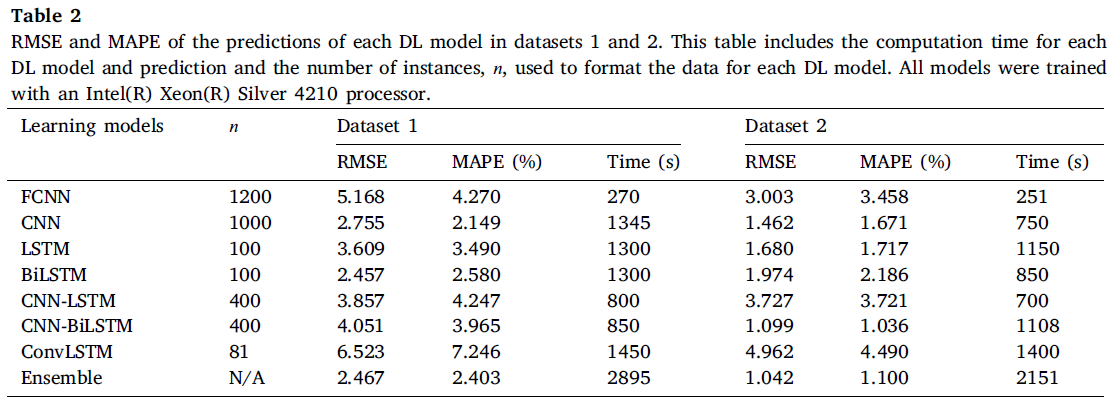 Table 2
RMSE and MAPE of the predictions of each DL model in datasets 1 and 2. This table includes the computation time for each
DL model and prediction and the number of instances, n, used to format the data for each DL model. All models were trained
with an Intel(R) Xeon(R) Silver 4210 processor.
Learning models n Dataset 1 Dataset 2
RMSE MAPE (%) Time (s) RMSE MAPE (%) Time (s)
FCNN 1200 5.168 4.270 270 3.003 3.458 251
CNN 1000 2.755 2.149 1345 1.462 1.671 750
LSTM 100 3.609 3.490 1300 1.680 1.717 1150
BiLSTM 100 2.457 2.580 1300 1.974 2.186 850
CNN-LSTM 400 3.857 4.247 800 3.727 3.721 700
CNN-BiLSTM 400 4.051 3.965 850 1.099 1.036 1108
ConvLSTM 81 6.523 7.246 1450 4.962 4.490 1400
Ensemble N/A 2.467 2.403 2895 1.042 1.100 2151